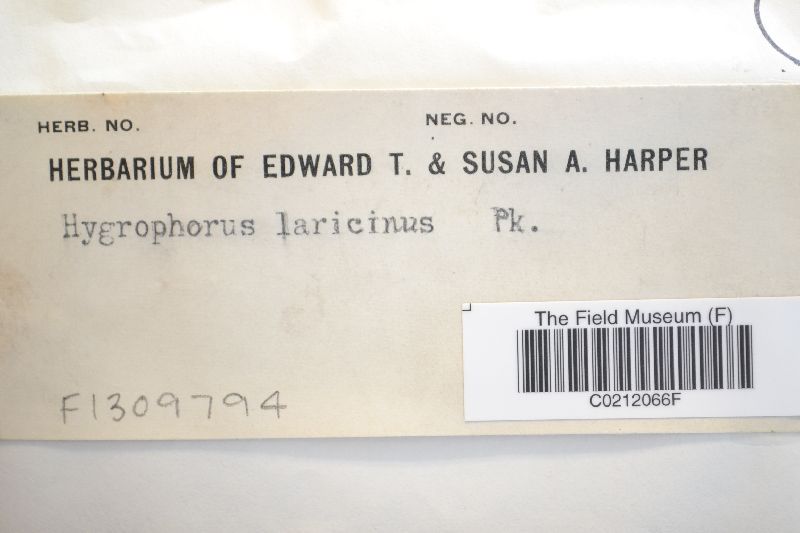 HERB. NO. NEG. NO.
HERBARIUM OF EDWARD T. & SUSAN A. HARPER
Hygrophorus laricinus Pk.
The Field Museum (F)
C0212066F
F1309794